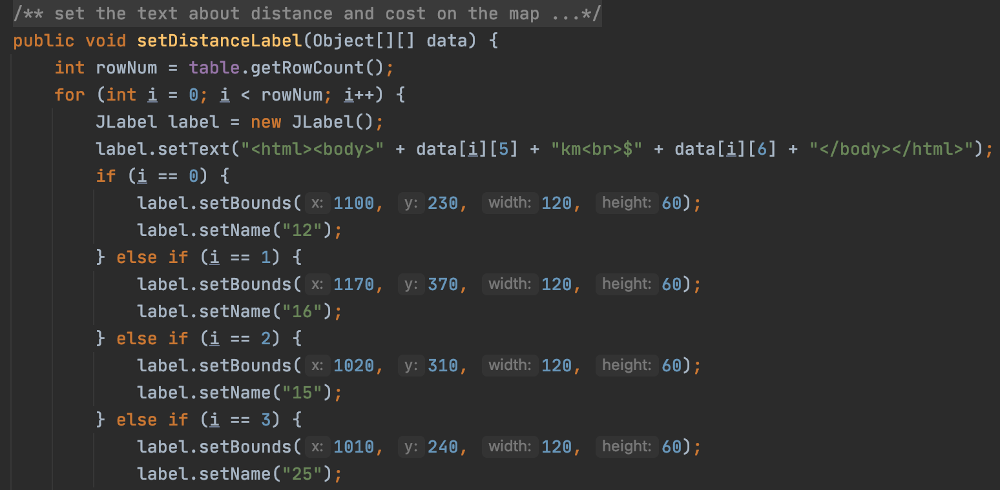 /** set the text about distance and cost on the map ...*/
public void setDistanceLabel(Object[][] data) {
    int rowNum = table.getRowCount();
    for (int i = 0; i < rowNum; i++) {
        JLabel label = new JLabel();
        label.setText("<html><body>" + data[i][5] + "km<br>$" + data[i][6] + "</body></html>");
        if (i == 0) {
            label.setBounds( x: 1100, y: 230, width: 120, height: 60);
            label.setName("12");
        } else if (i == 1) {
            label.setBounds( x: 1170, y: 370, width: 120, height: 60);
            label.setName("16");
        } else if (i == 2) {
            label.setBounds( x: 1020, y: 310, width: 120, height: 60);
            label.setName("15");
        } else if (i == 3) {
            label.setBounds( x: 1010, y: 240, width: 120, height: 60);
            label.setName("25");